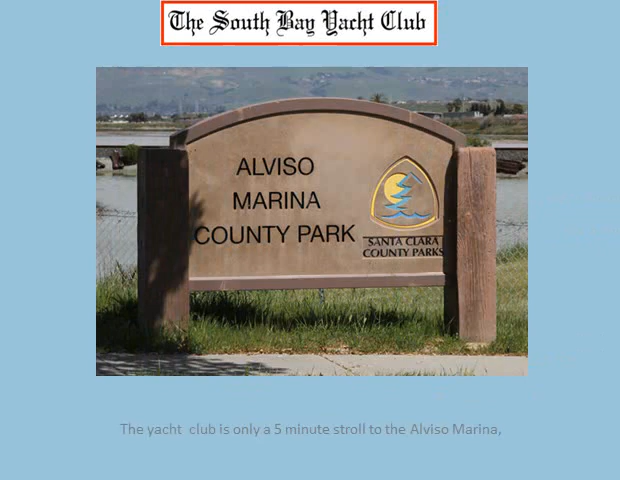 The South Bay Yacht Club
ALVISO
MARINA
COUNTY PARK
SANTA CLARA
COUNTY PARKS
The yacht club is only a 5 minute stroll to the Alviso Marina,